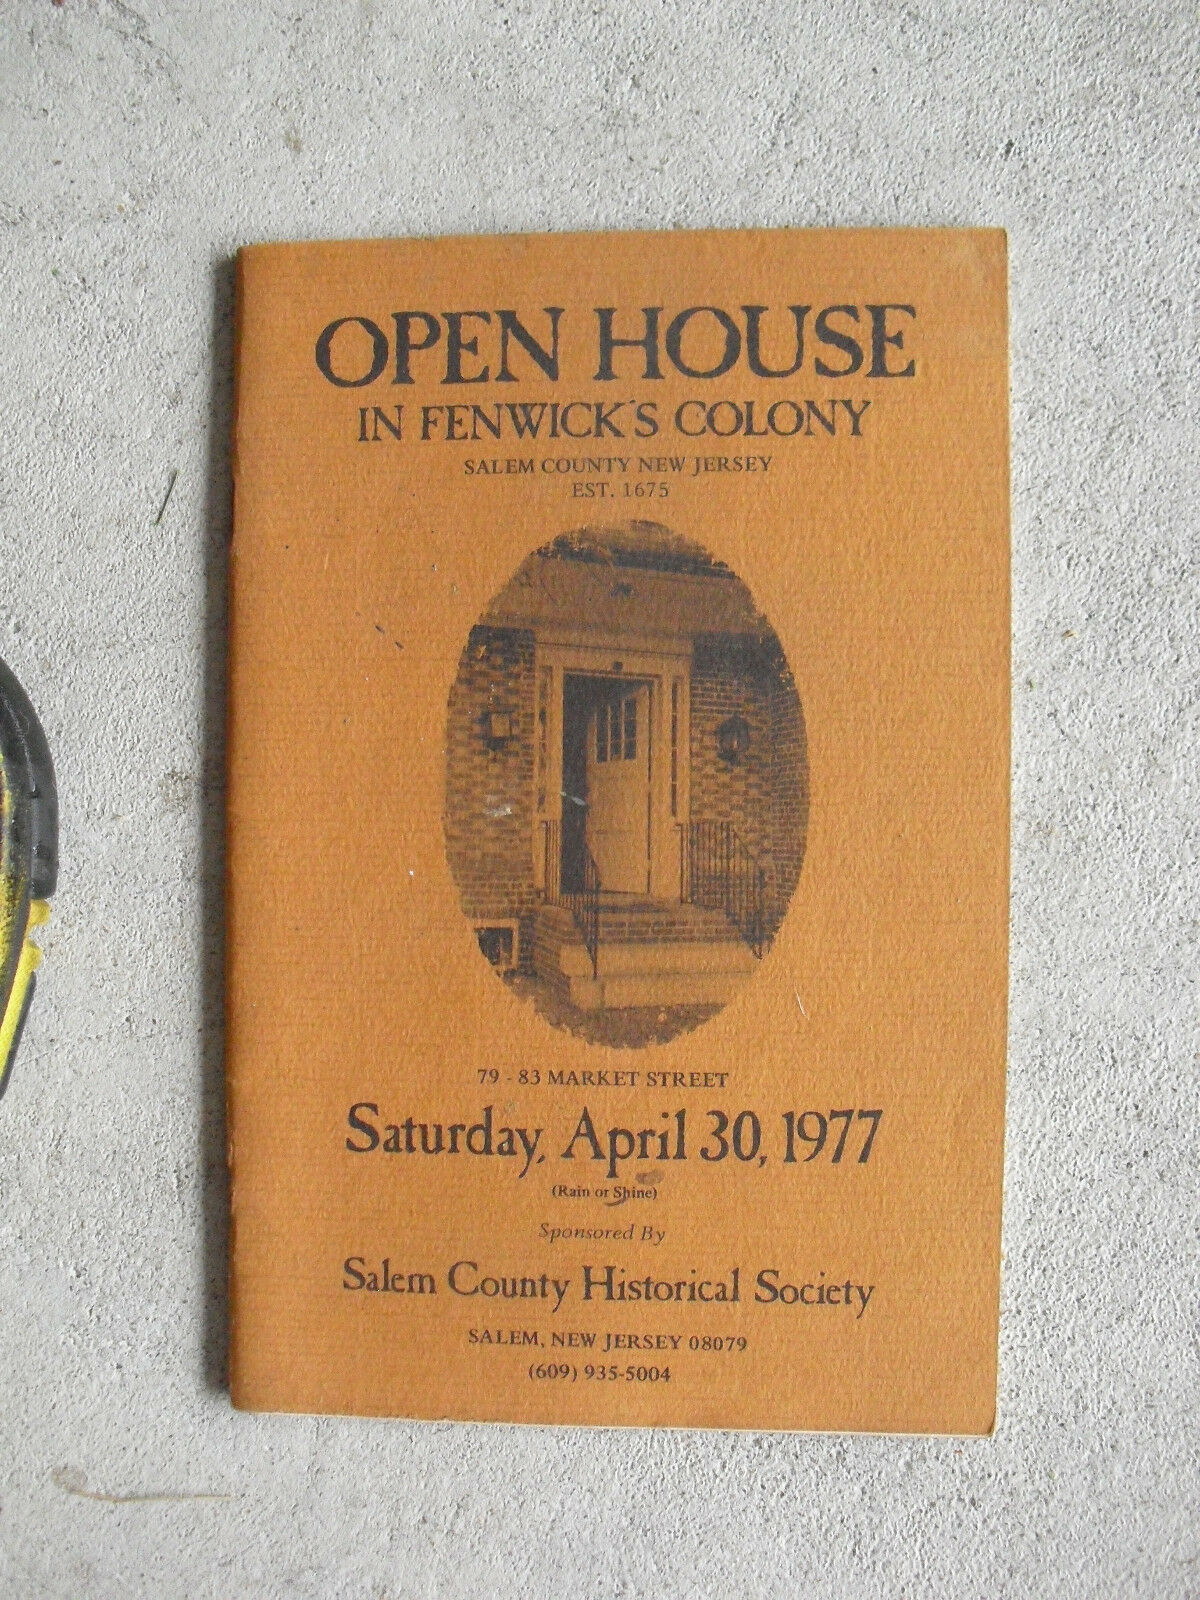 OPEN HOUSE
IN FENWICK'S COLONY
SALEM COUNTY NEW JERSEY
EST. 1675
79 - 83 MARKET STREET
Saturday, April 30, 1977
(Rain or Shine)
Sponsored By
Salem County Historical Society
SALEM, NEW JERSEY 08079
(609) 935-5004